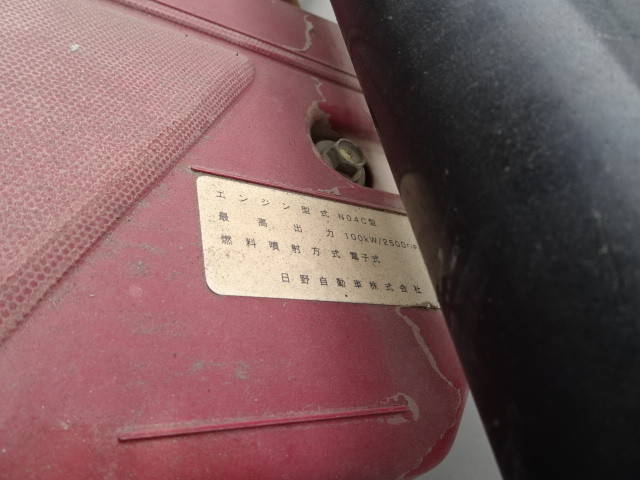 エンジン型式 N04C型
最高出力 100kW/2500r
燃料噴射方式 電子式
日野自動車株式会社